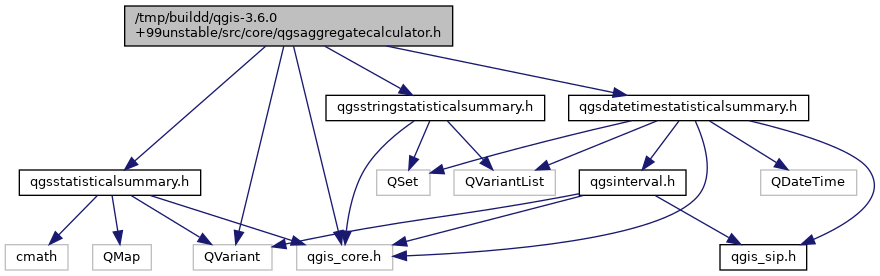 /tmp/buildd/qgis-3.6.0
+99unstable/src/core/qgsaggregatecalculator.h
qgsstringstatisticalsummary.h
qgsdatetimestatisticalsummary.h
qgsstatisticalsummary.h
QSet
QVariantList
qgsinterval.h
QDateTime
cmath
QMap
QVariant
qgis_core.h
qgis_sip.h